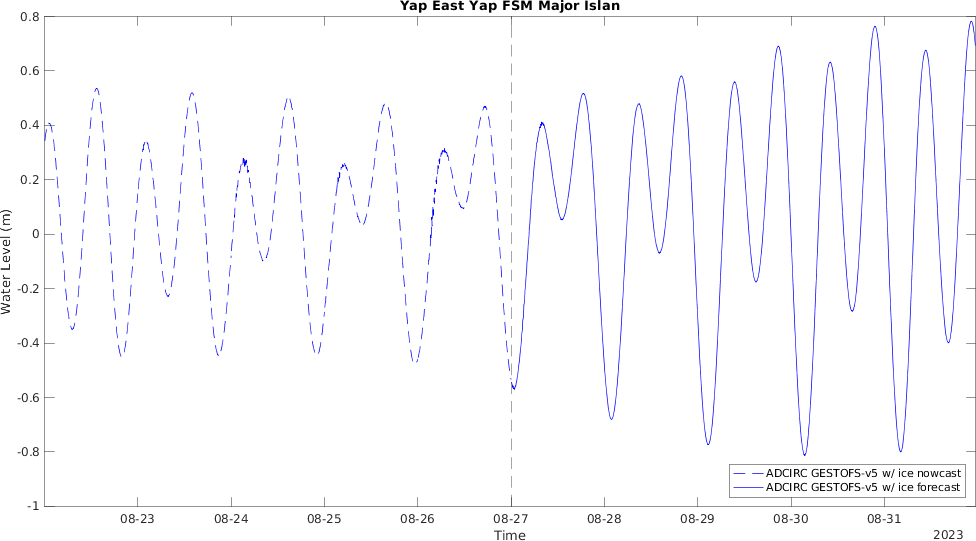 Yap East Yap FSM Major Islan
0.8
0.6
0.4
0.2
0
-0.2
-0.4
-0.6
-0.8
-1
Water Level (m)
ADCIRC GESTOFS-v5 w/ ice nowcast
ADCIRC GESTOFS-v5 w/ ice forecast
08-23 08-24 08-25 08-26 08-27 08-28 08-29 08-30 08-31
Time
2023